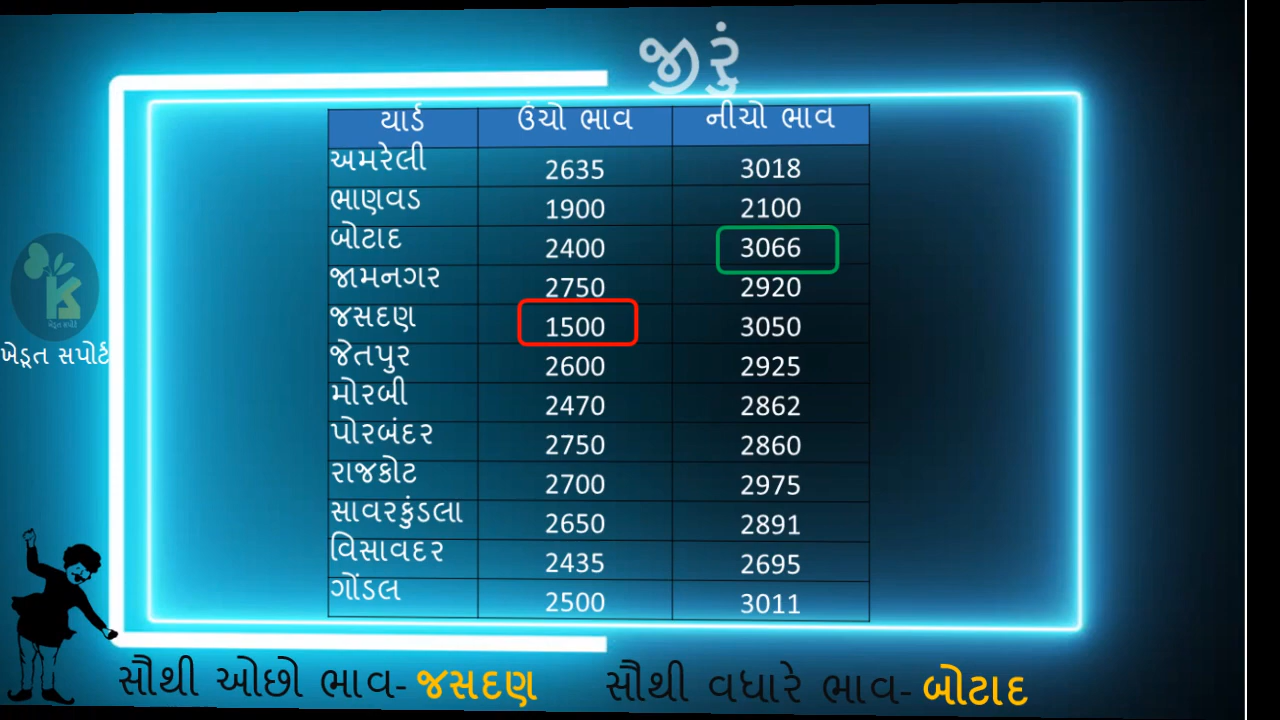 જીરું
યાર્ડ ઉંચો ભાવ નીચો ભાવ
અમરેલી 2635 3018
ભાણવડ 1900 2100
બોટાદ 2400 3066
જામનગર 2750 2920
જસદણ 1500 3050
જેતપુર 2600 2925
મોરબી 2470 2862
પોરબંદર 2750 2860
રાજકોટ 2700 2975
સાવરકુંડલા 2650 2891
વિસાવદર 2435 2695
ગોંડલ 2500 3011
ખેડૂત સપોર્ટ
ખેડૂત સપોર્ટ
સૌથી ઓછો ભાવ- જસદણ સૌથી વધારે ભાવ- બોટાદ